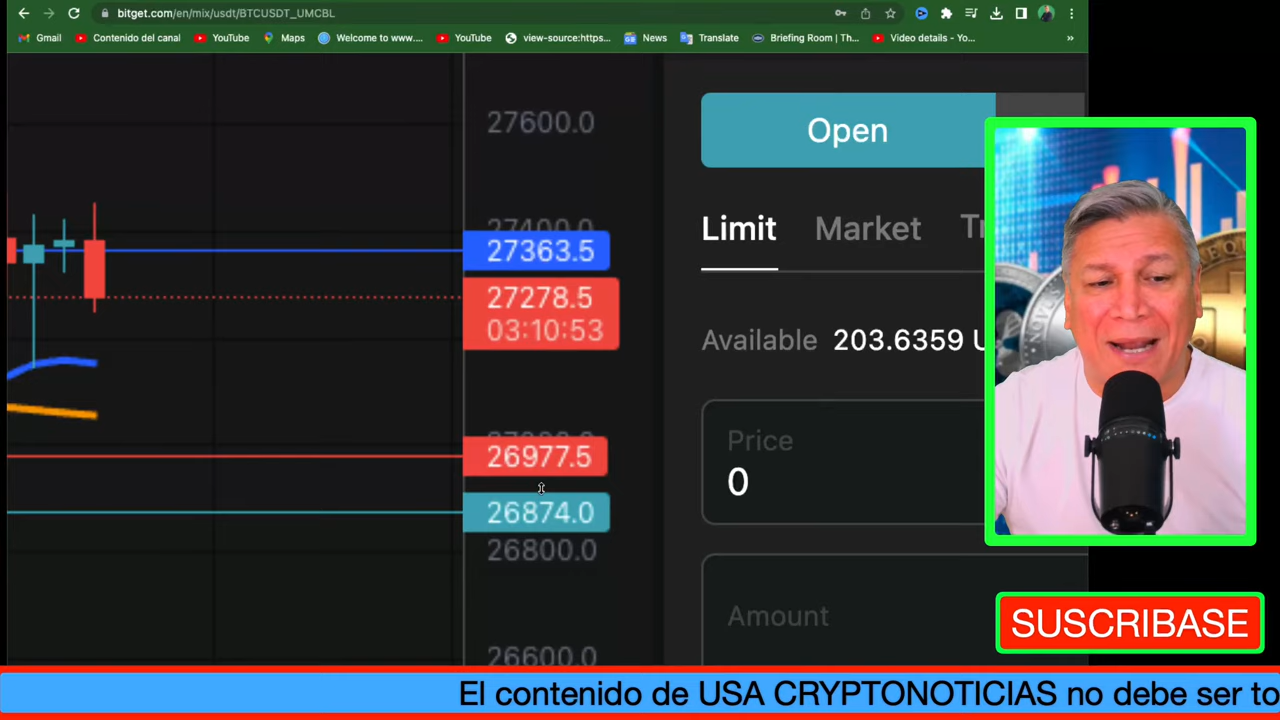 bitget.com/en/mix/usdt/BTCUSDT_UMCBL
Gmail Contenido del canal YouTube Maps Welcome to www.... YouTube view-source:https... News Translate Briefing Room | Th... Video details - Yo... »
27600.0
27400.0
27363.5
27278.5
03:10:53
26977.5
26874.0
26800.0
26600.0
Open
Limit Market Tr
Available 203.6359 U
Price
0
Amount
SUSCRIBASE
El contenido de USA CRYPTONOTICIAS no debe ser to